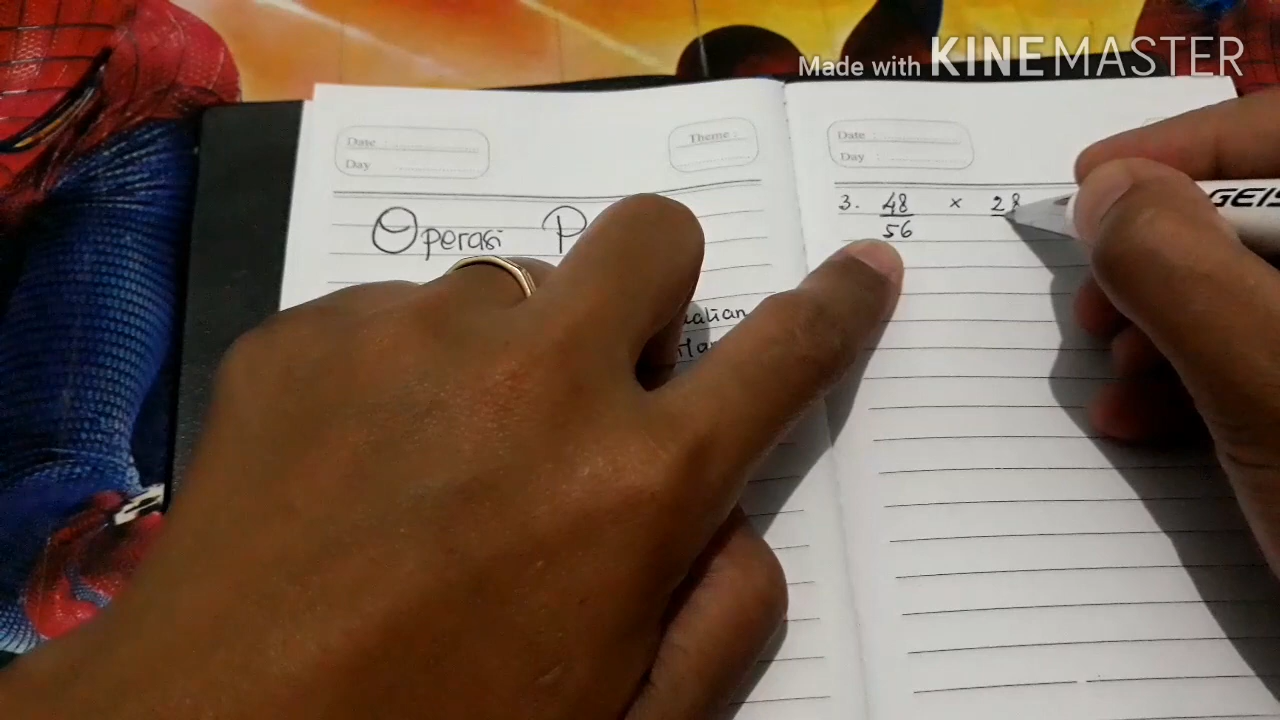 Made with KINEMASTER
Date
Day
Theme :
Operasi
Date :
Day :
3. 48/56 × 28